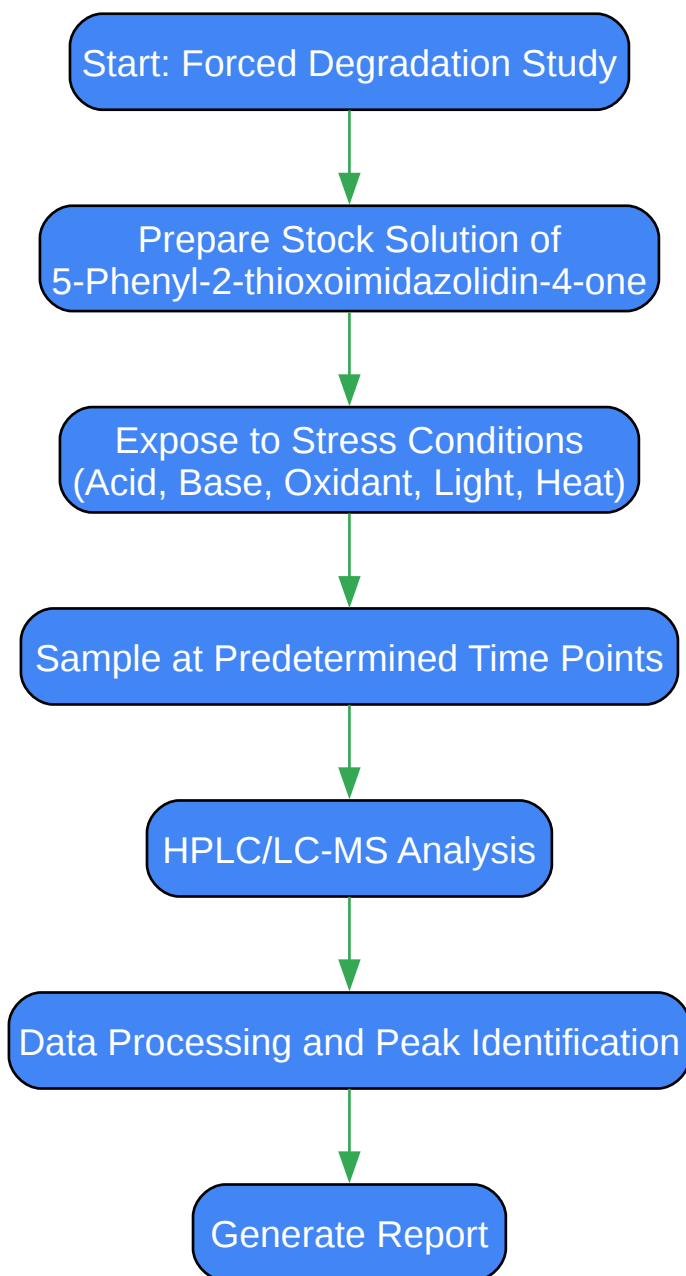 Start: Forced Degradation Study
Prepare Stock Solution of
5-Phenyl-2-thioxoimidazolidin-4-one
Expose to Stress Conditions
(Acid, Base, Oxidant, Light, Heat)
Sample at Predetermined Time Points
HPLC/LC-MS Analysis
Data Processing and Peak Identification
Generate Report